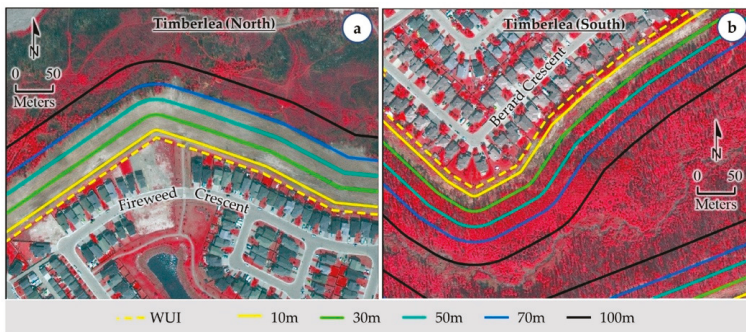 Timberlea (North)
a
N
0 50
Meters
Fireweed Crescent
Timberlea (South)
b
Berard Crescent
N
0 50
Meters
WUI 10m 30m 50m 70m 100m